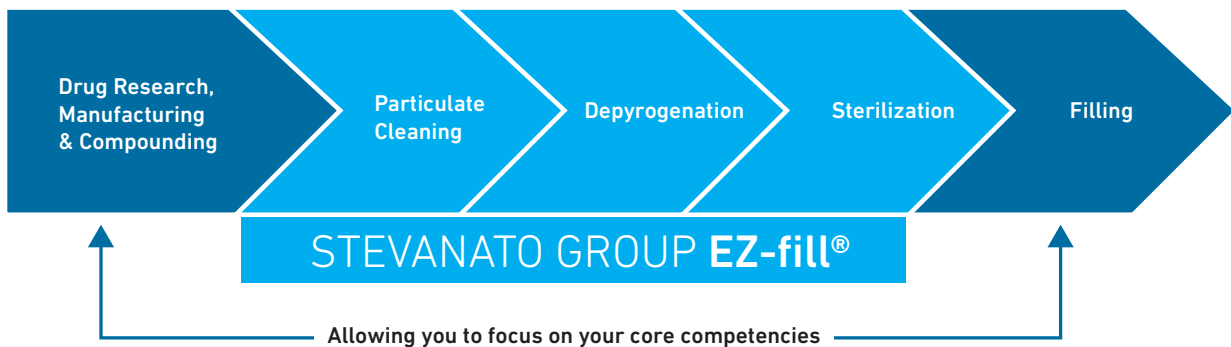 Drug Research,
Manufacturing
& Compounding
Particulate
Cleaning
Depyrogenation
Sterilization
Filling
STEVANATO GROUP EZ-fill®
Allowing you to focus on your core competencies